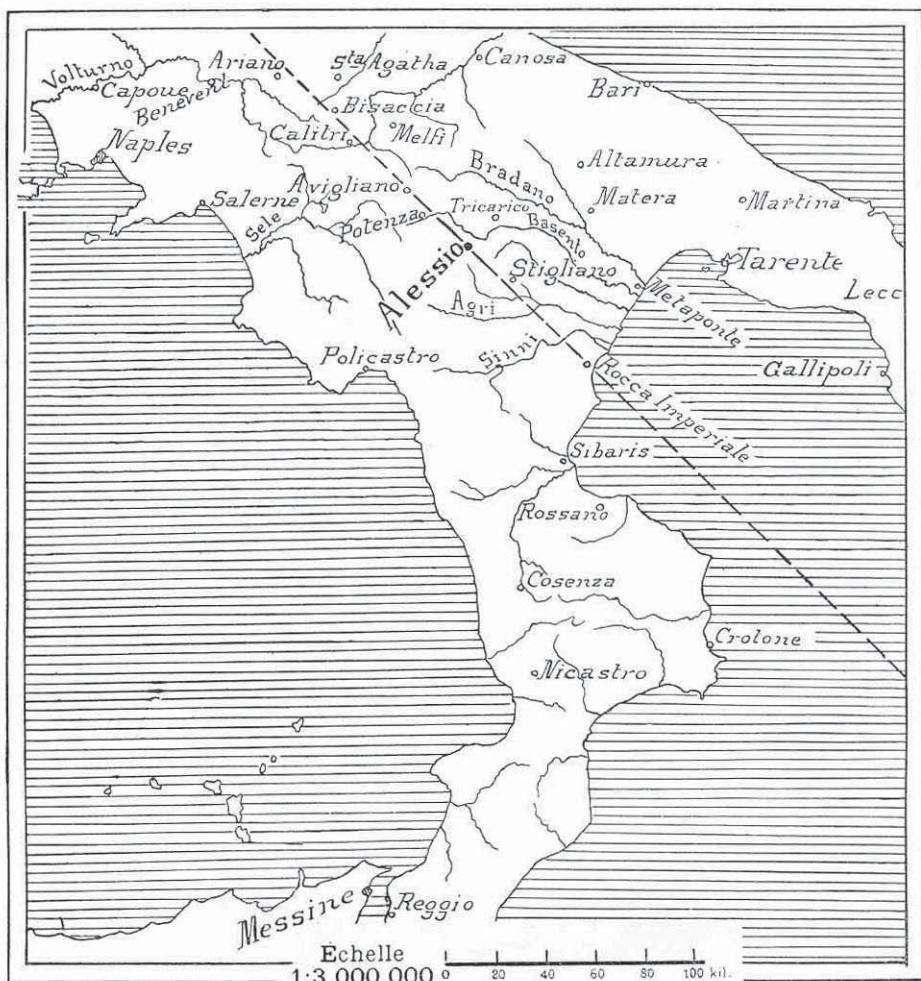 Volturno
Ariano
Sta Agatha
Canosa
Capoue
Benevent
Bari
Bisaccia
Calitri
Melfi
Naples
Altamura
Bradano
Avigliano
Salerne
Matera
Martina
Sele
Potenza
Tricarico
Basento
Alessio
Stigliano
Tarente
Agri
Metaponte
Lecc
Policastro
Sinni
Rocca Imperiale
Gallipoli
Sibaris
Rossano
Cosenza
Crolone
Nicastro
Messine
Reggio
Échelle
1:3 000 000 0 20 40 60 80 100 kil.